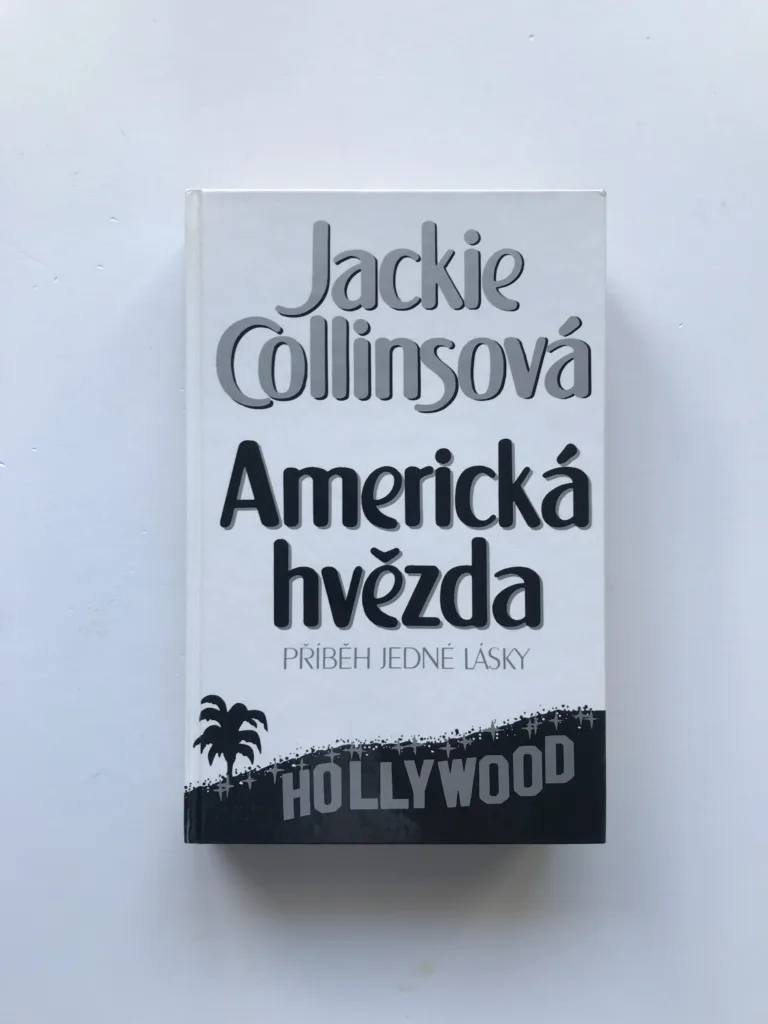 Jackie
Collinsová
Americká
hvězda
PŘÍBĚH JEDNÉ LÁSKY
HOLLYWOOD